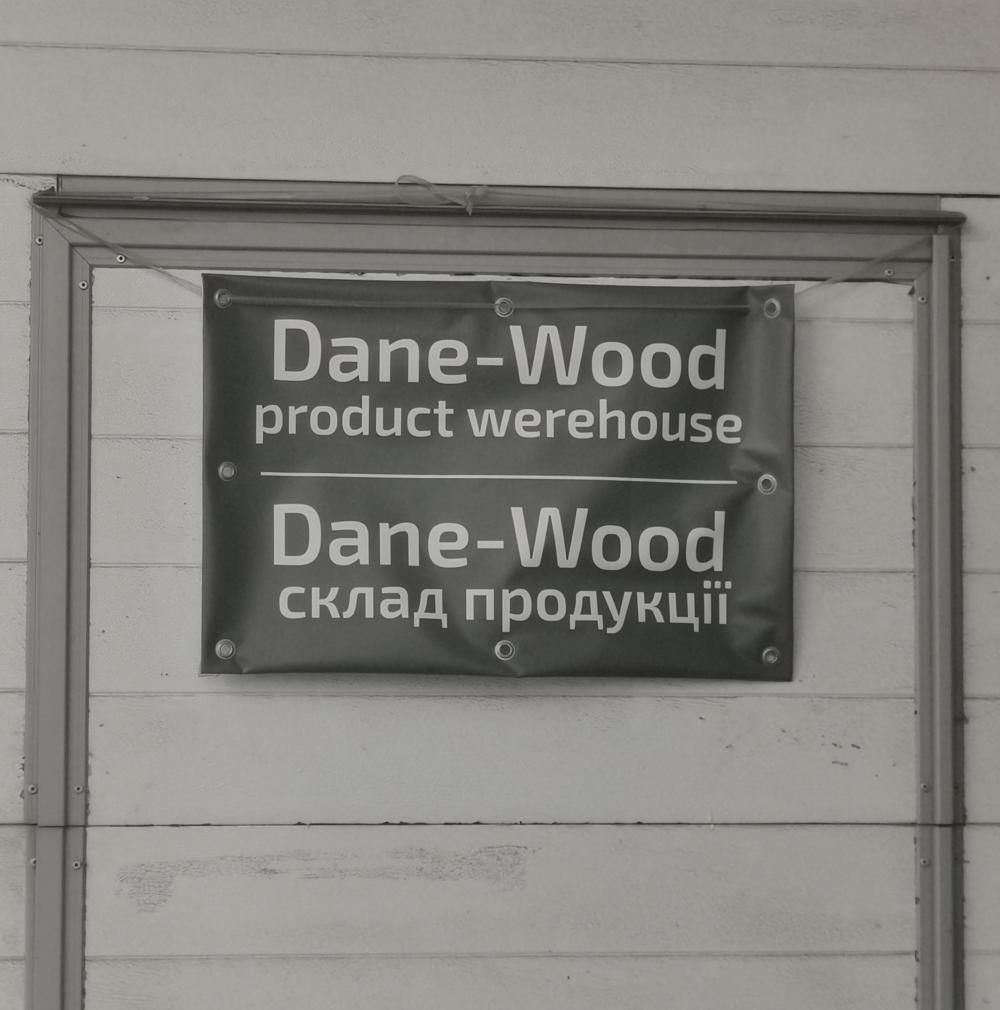 Dane-Wood
product werehouse
Dane-Wood
склад продукції